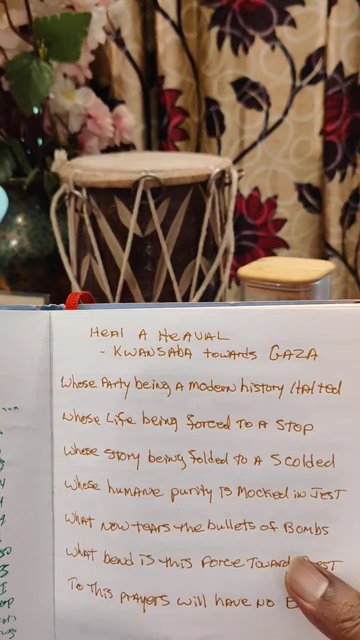 Heal A Heaval
- Kwansaba towards Gaza
Whose Party being A modern history Halted
Whose Life being forced To A Stop
Whose story being folded to A Scolded
Whose humane purity Is Mocked in Jest
What now tears the bullets of Bombs
What bend is this force Toward
To This prayers will have no